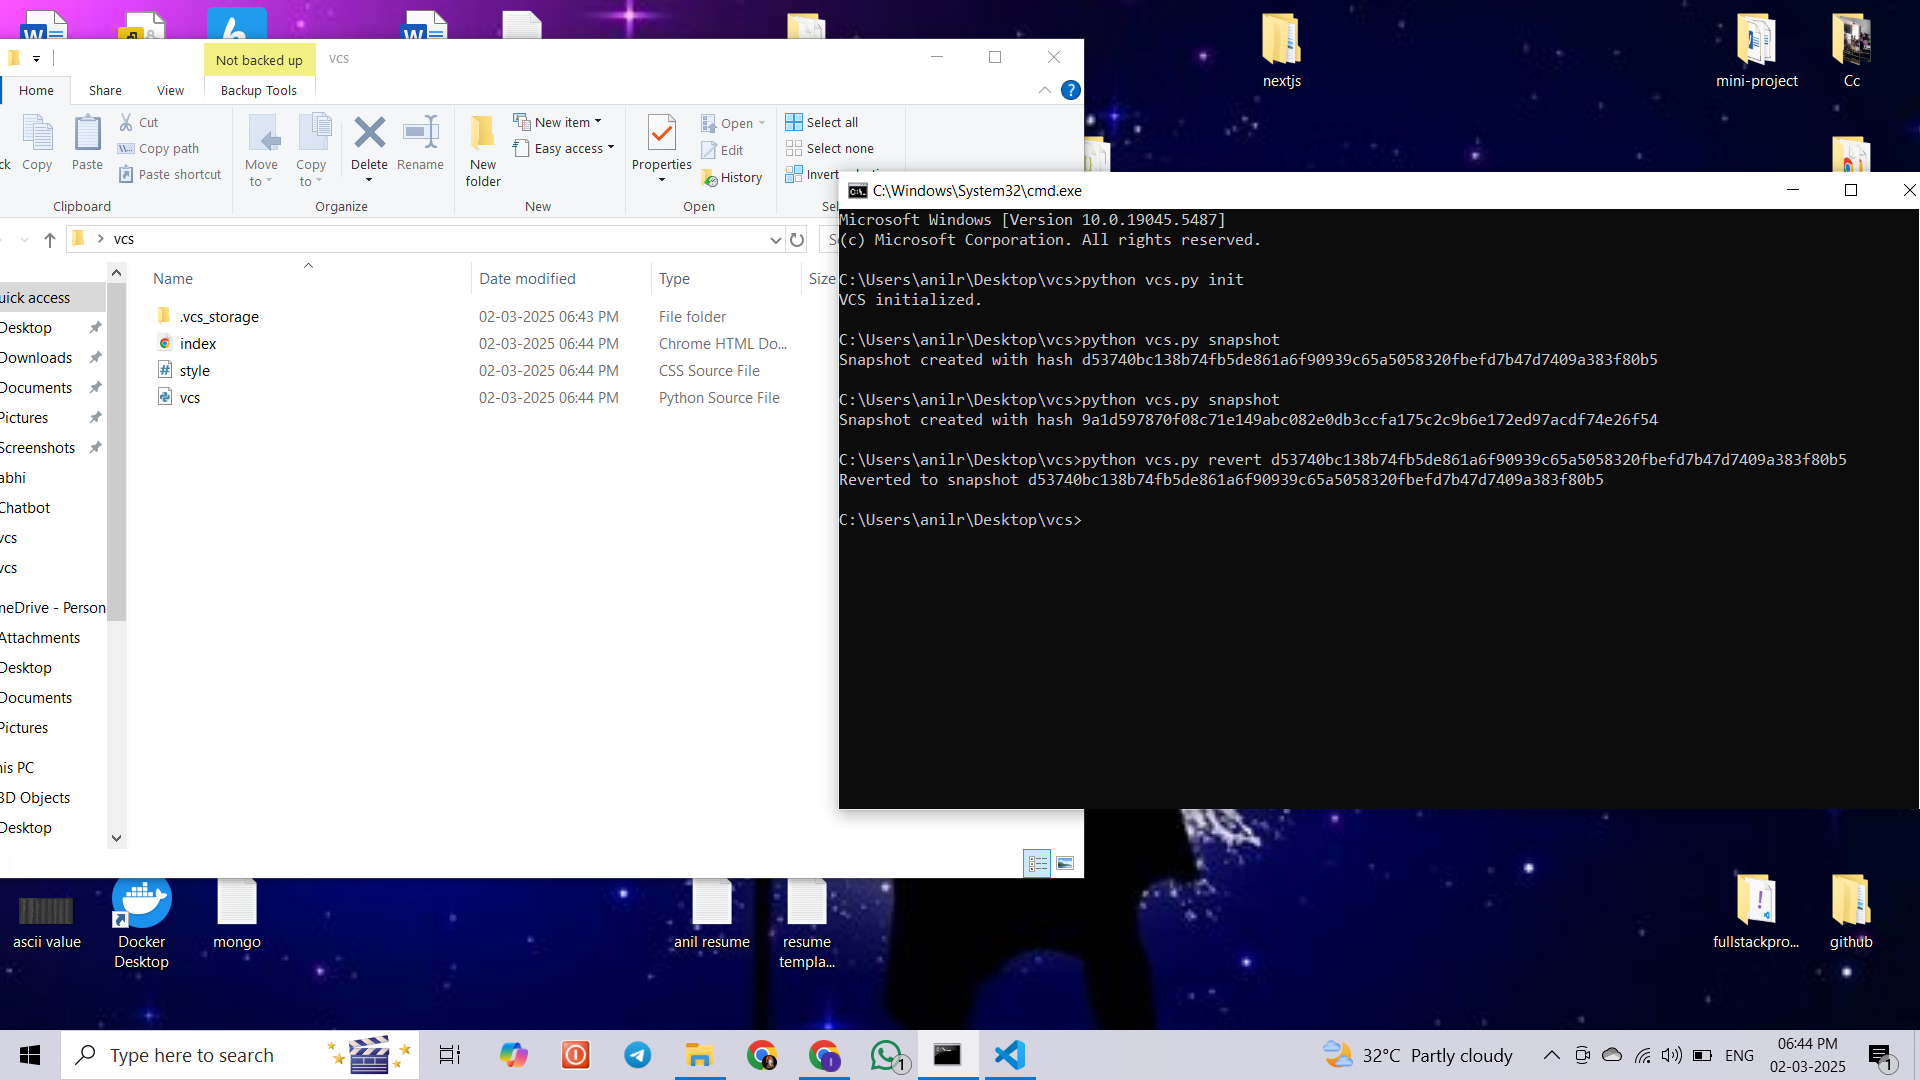 Not backed up
vcs
Home
Share
View
Backup Tools
Copy
Paste
Cut
Copy path
Paste shortcut
Clipboard
Move to
Copy to
Delete
Rename
Organize
New folder
New item
Easy access
New
Properties
Open
Edit
History
Open
Select all
Select none
vcs
Name
Date modified
Type
Size
.vcs_storage 02-03-2025 06:43 PM File folder
index 02-03-2025 06:44 PM Chrome HTML Do...
style 02-03-2025 06:44 PM CSS Source File
vcs 02-03-2025 06:44 PM Python Source File
uick access
Desktop
Downloads
Documents
Pictures
Screenshots
abhi
Chatbot
vcs
vcs
neDrive - Person
Attachments
Desktop
Documents
Pictures
his PC
3D Objects
Desktop
C:\Windows\System32\cmd.exe
Microsoft Windows [Version 10.0.19045.5487]
(c) Microsoft Corporation. All rights reserved.
C:\Users\anilr\Desktop\vcs>python vcs.py init
VCS initialized.
C:\Users\anilr\Desktop\vcs>python vcs.py snapshot
Snapshot created with hash d53740bc138b74fb5de861a6f90939c65a5058320fbefd7b47d7409a383f80b5
C:\Users\anilr\Desktop\vcs>python vcs.py snapshot
Snapshot created with hash 9a1d597870f08c71e149abc082e0db3ccfa175c2c9b6e172ed97acdf74e26f54
C:\Users\anilr\Desktop\vcs>python vcs.py revert d53740bc138b74fb5de861a6f90939c65a5058320fbefd7b47d7409a383f80b5
Reverted to snapshot d53740bc138b74fb5de861a6f90939c65a5058320fbefd7b47d7409a383f80b5
C:\Users\anilr\Desktop\vcs>
nextjs
mini-project
Cc
ascii value
Docker
Desktop
mongo
anil resume
resume
templa...
fullstackpro...
github
Type here to search
1
32°C Partly cloudy
ENG
06:44 PM
02-03-2025
1